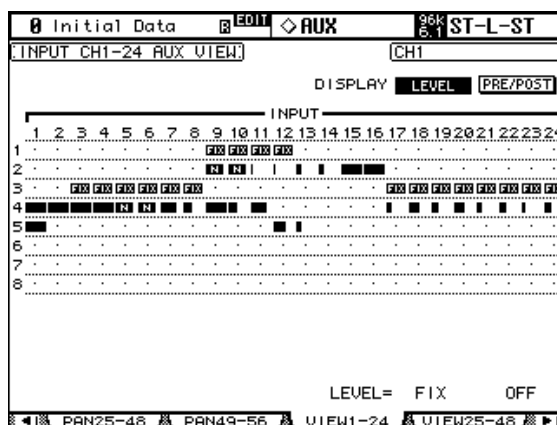 0 Initial Data R EDIT ◇AUX 96k 6.1 ST-L-ST
INPUT CH1-24 AUX VIEW CH1
DISPLAY LEVEL PRE/POST
INPUT
1 2 3 4 5 6 7 8 9 10 11 12 13 14 15 16 17 18 19 20 21 22 23 24
1 FIX FIX FIX FIX
2 N N
3 FIX FIX FIX FIX FIX FIX FIX FIX FIX FIX FIX FIX FIX FIX FI
4 N N
5
6
7
8
LEVEL= FIX OFF
PAN25-48 PAN49-56 VIEW1-24 VIEW25-48